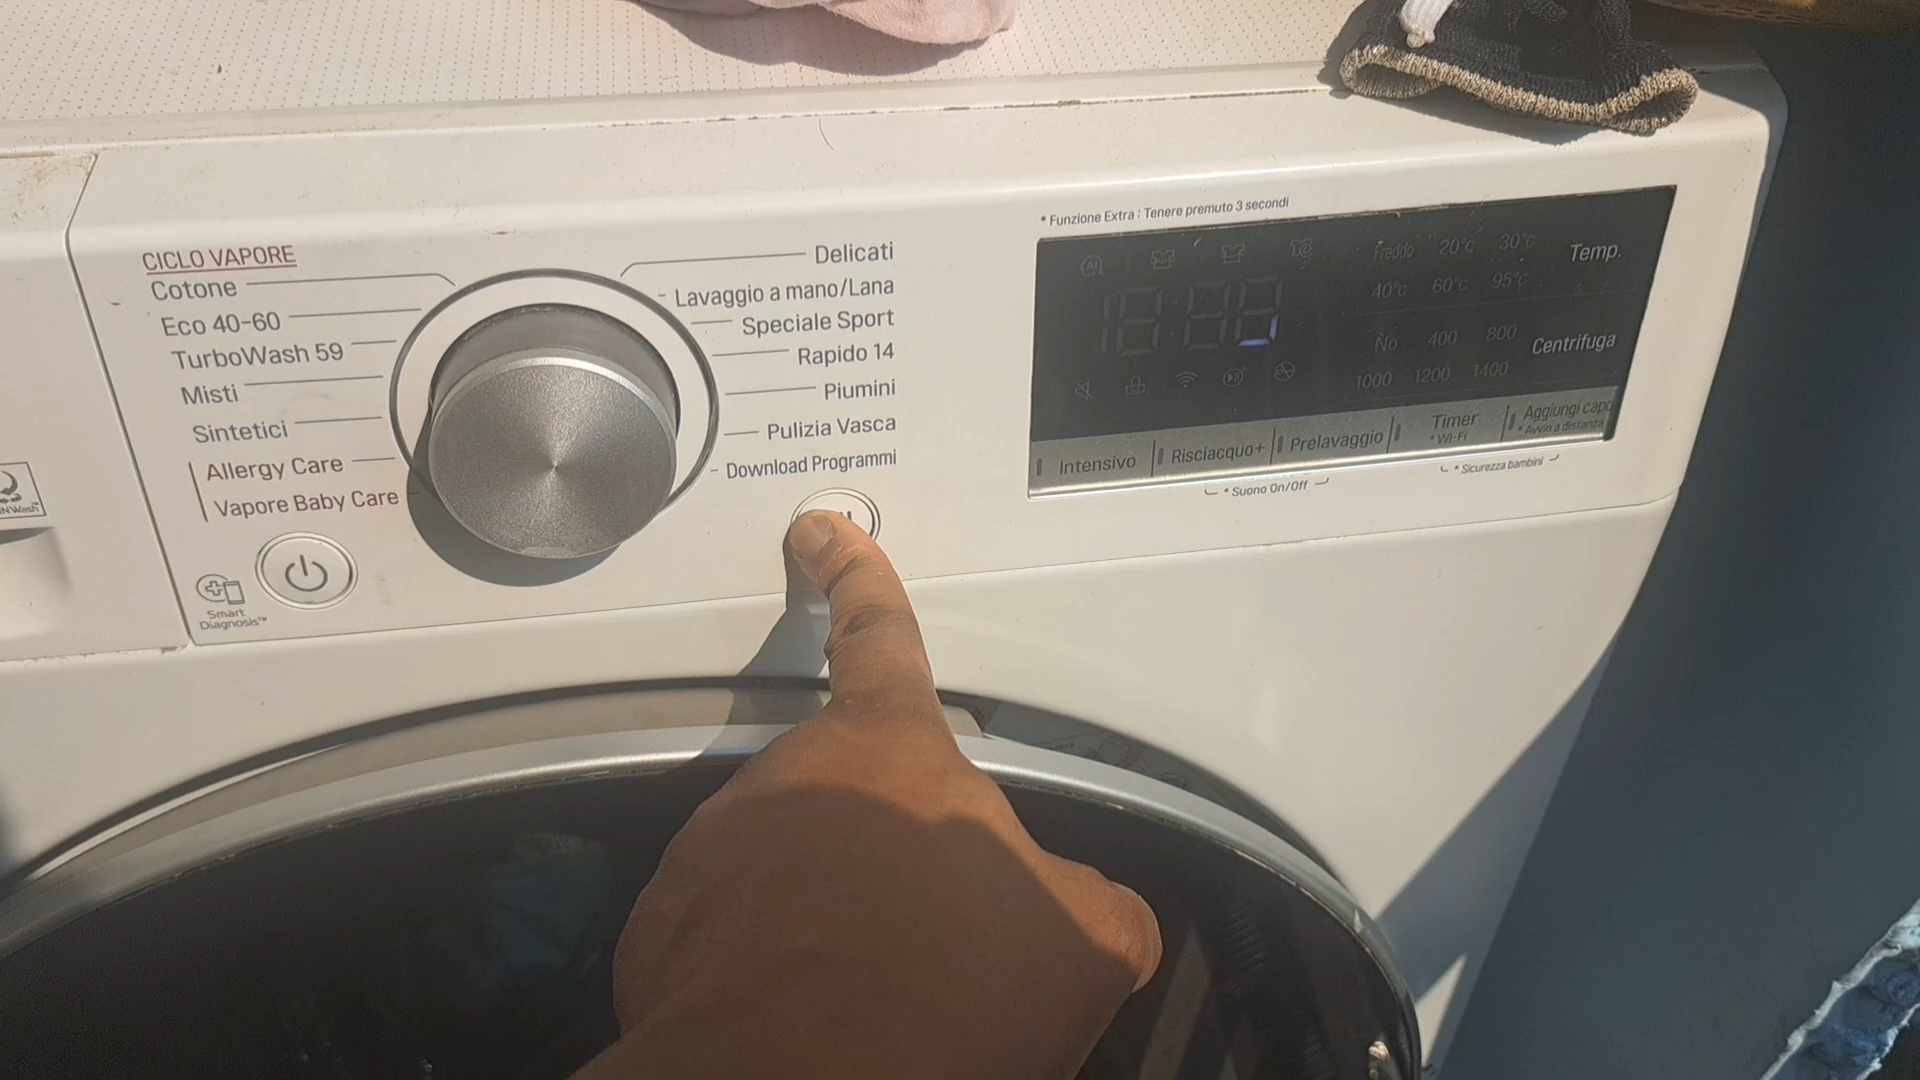 CICLO VAPORE
Cotone
Eco 40-60
TurboWash 59
Misti
Sintetici
Allergy Care
Vapore Baby Care
Smart
Diagnosis™
Delicati
Lavaggio a mano/Lana
Speciale Sport
Rapido 14
Piumini
Pulizia Vasca
Download Programmi
* Funzione Extra : Tenere premuto 3 secondi
AI
Freddo 20°c 30°c
40°c 60°c 95°c
Temp.
No 400 800
1000 1200 1400
Centrifuga
Intensivo
Risciacquo+
Prelavaggio
Timer
* Wi-Fi
Aggiungi capo
* Avvio a distanza
* Suono On/Off
* Sicurezza bambini